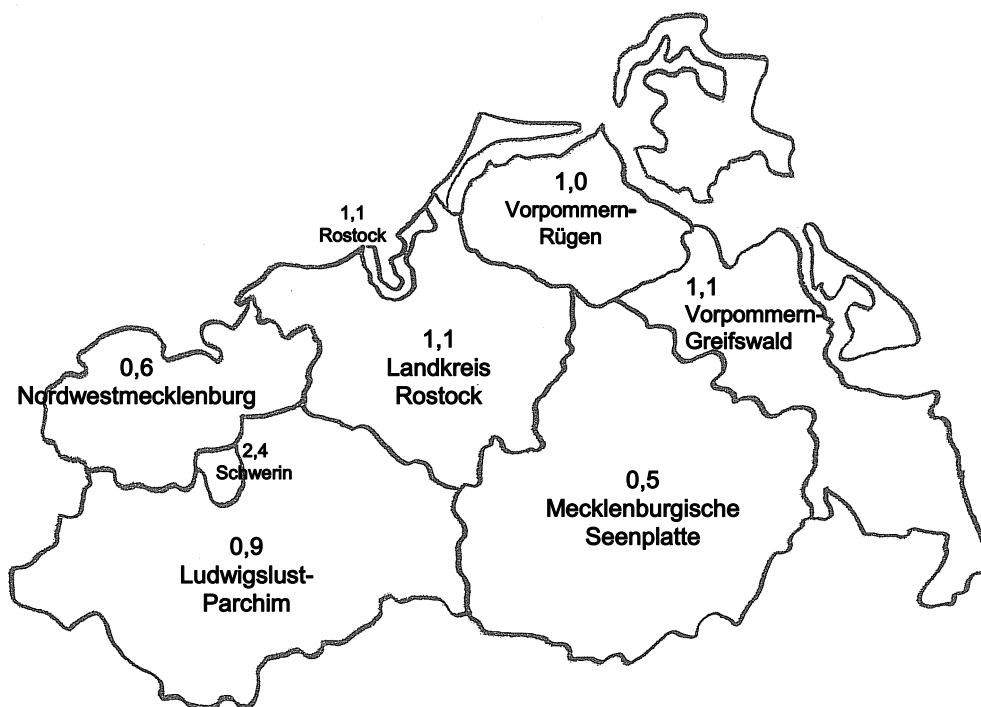 1,0
Vorpommern-
Rügen
1,1
Rostock
1,1
Vorpommern-
Greifswald
1,1
Landkreis
Rostock
0,6
Nordwestmecklenburg
2,4
Schwerin
0,5
Mecklenburgische
Seenplatte
0,9
Ludwigslust-
Parchim